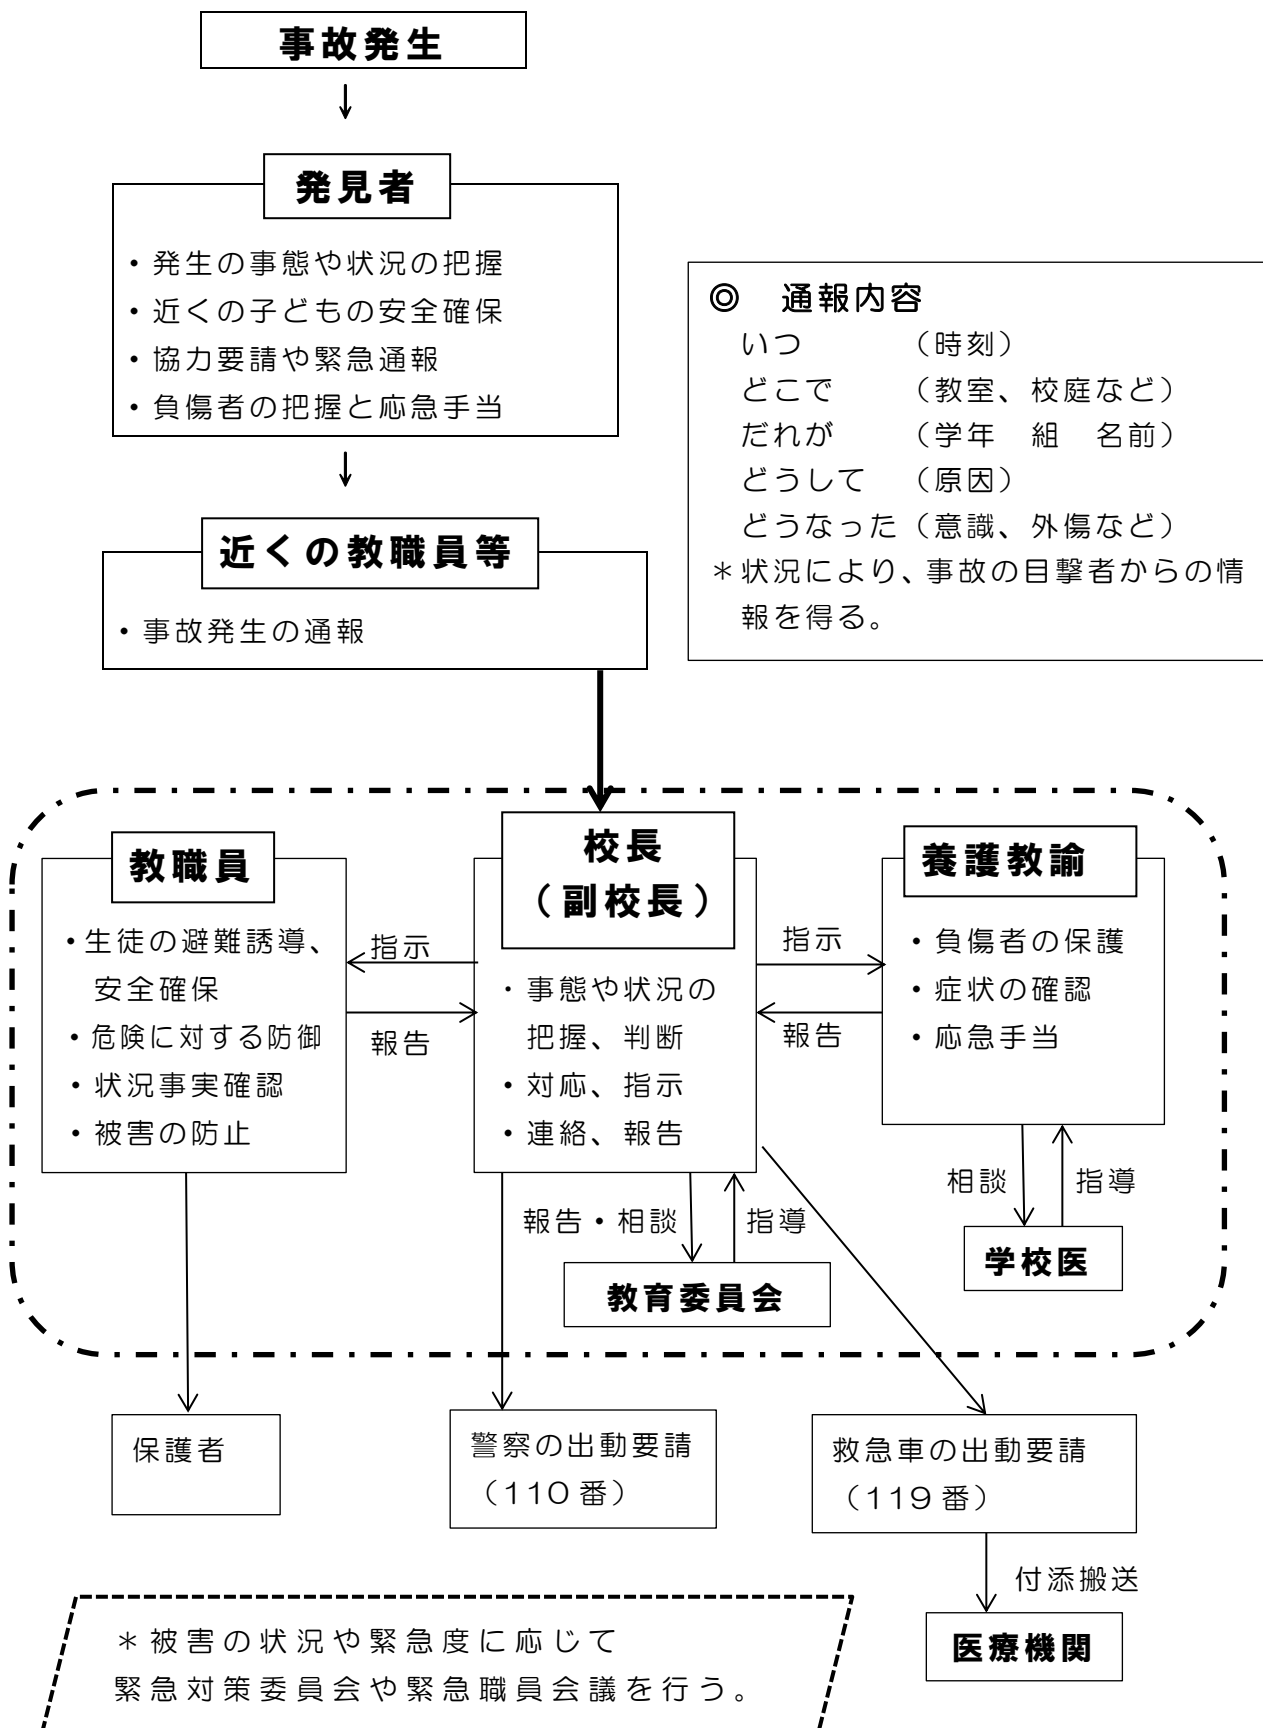 事故発生
発見者
・発生の事態や状況の把握
・近くの子どもの安全確保
・協力要請や緊急通報
・負傷者の把握と応急手当
◎ 通報内容
いつ （時刻）
どこで （教室、校庭など）
だれが （学年 組 名前）
どうして （原因）
どうなった（意識、外傷など）
＊状況により、事故の目撃者からの情
報を得る。
近くの教職員等
・事故発生の通報
教職員
・生徒の避難誘導、
安全確保
・危険に対する防御
・状況事実確認
・被害の防止
指示
報告
校長
（副校長）
・事態や状況の
把握、判断
・対応、指示
・連絡、報告
指示
報告
養護教諭
・負傷者の保護
・症状の確認
・応急手当
報告・相談
指導
教育委員会
相談
指導
学校医
保護者
警察の出動要請
（110番）
救急車の出動要請
（119番）
付添搬送
医療機関
＊被害の状況や緊急度に応じて
緊急対策委員会や緊急職員会議を行う。